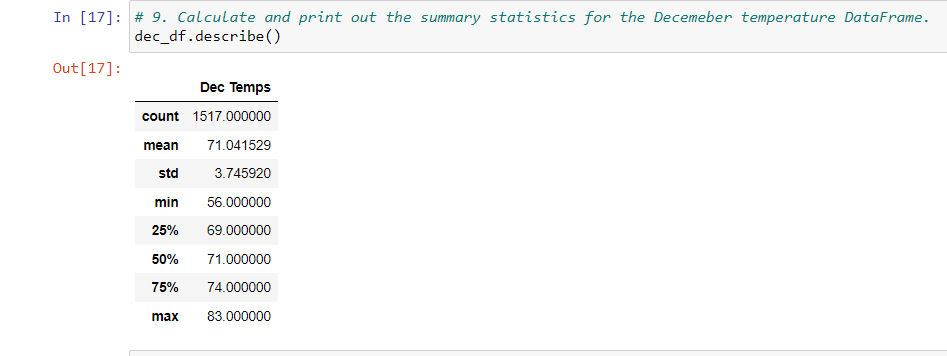 In [17]: # 9. Calculate and print out the summary statistics for the Decemeber temperature DataFrame.
dec_df.describe()
Out[17]:
Dec Temps
count 1517.000000
mean 71.041529
std 3.745920
min 56.000000
25% 69.000000
50% 71.000000
75% 74.000000
max 83.000000